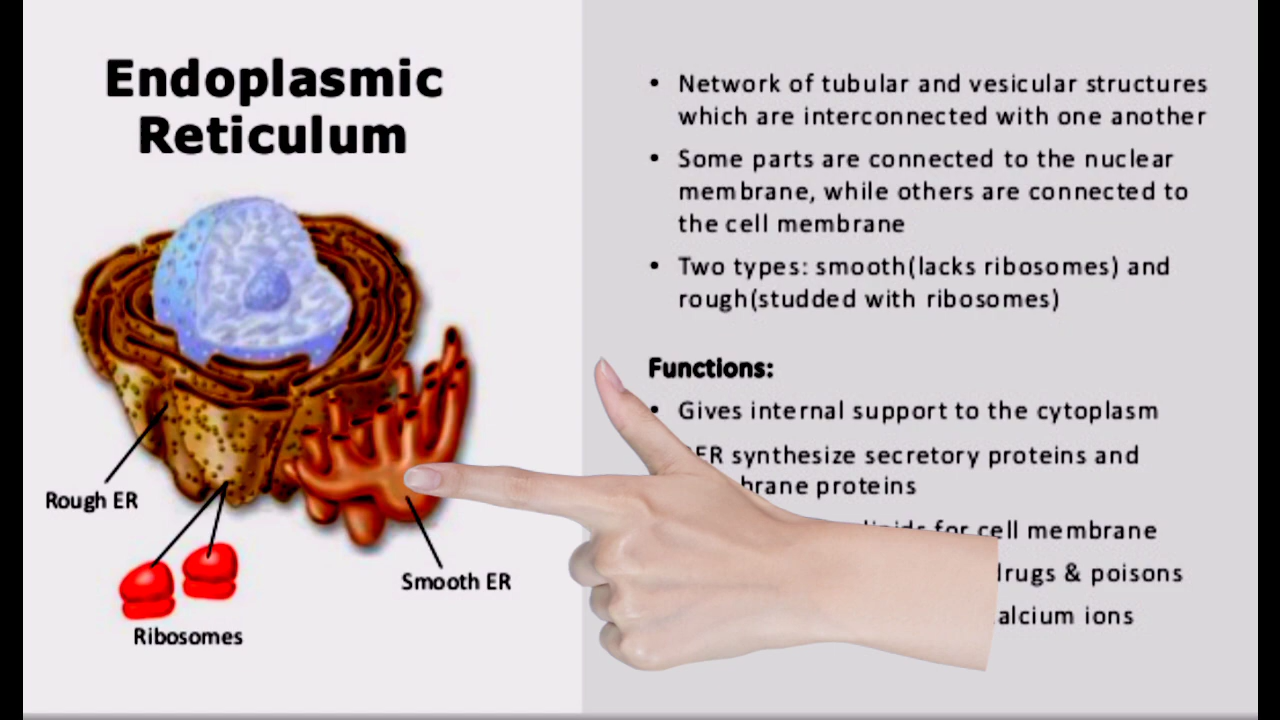 Endoplasmic
Reticulum
Rough ER
Ribosomes
Smooth ER
• Network of tubular and vesicular structures
which are interconnected with one another
• Some parts are connected to the nuclear
membrane, while others are connected to
the cell membrane
• Two types: smooth(lacks ribosomes) and
rough(studded with ribosomes)
Functions:
• Gives internal support to the cytoplasm
ER synthesize secretory proteins and
proteins
for cell membrane
& poisons
ions